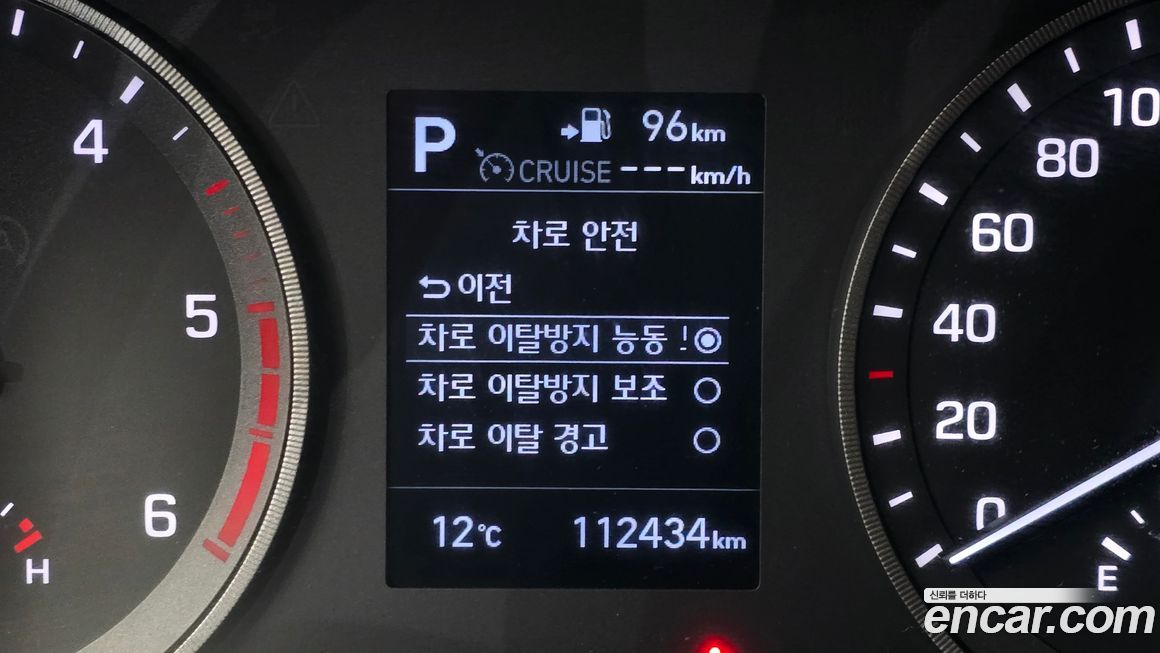 4
5
6
H
P
96km
CRUISE ---km/h
차로 안전
이전
차로 이탈방지 능동
차로 이탈방지 보조
차로 이탈 경고
12℃ 112434km
80
60
40
20
0
E
신뢰를 더하다
encar.com